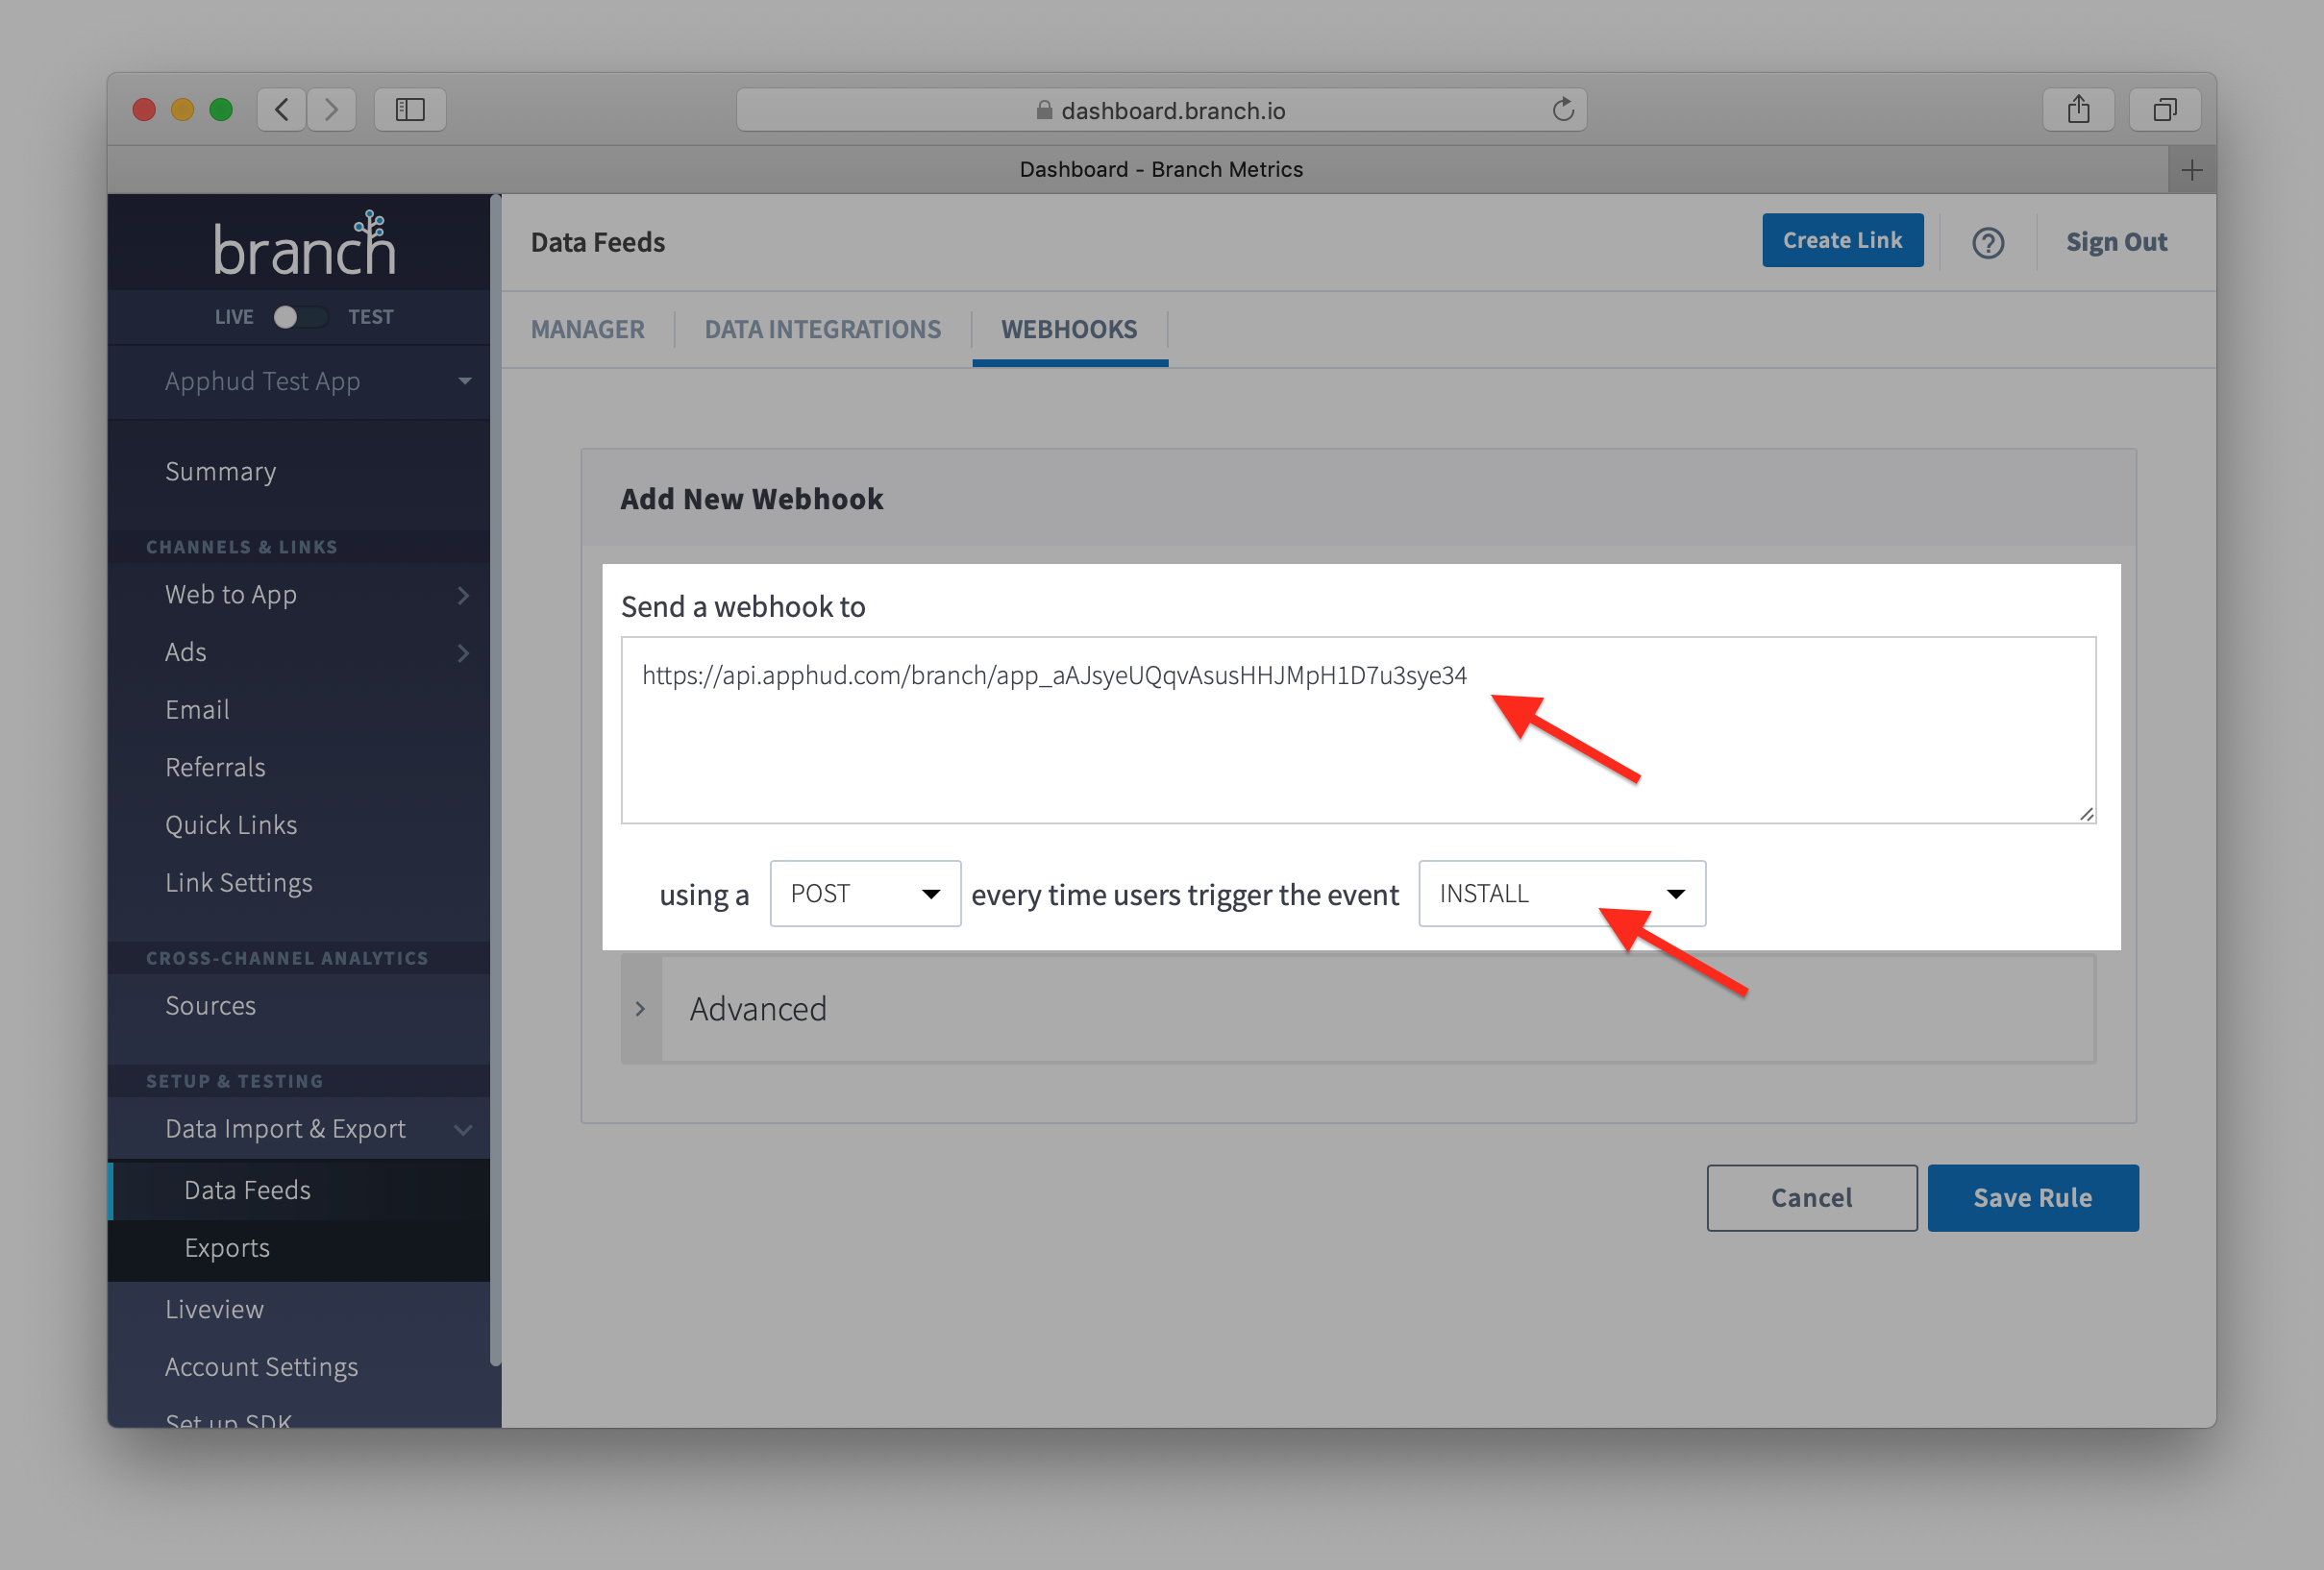 dashboard.branch.io
Dashboard - Branch Metrics
branch
LIVE TEST
Apphud Test App
Summary
CHANNELS & LINKS
Web to App
Ads
Email
Referrals
Quick Links
Link Settings
CROSS-CHANNEL ANALYTICS
Sources
SETUP & TESTING
Data Import & Export
Data Feeds
Exports
Liveview
Account Settings
Set up SDK
Data Feeds
Create Link
?
Sign Out
MANAGER
DATA INTEGRATIONS
WEBHOOKS
Add New Webhook
Send a webhook to
https://api.apphud.com/branch/app_aAJsyeUQqvAsusHHJMpH1D7u3sye34
using a POST every time users trigger the event INSTALL
Advanced
Cancel
Save Rule